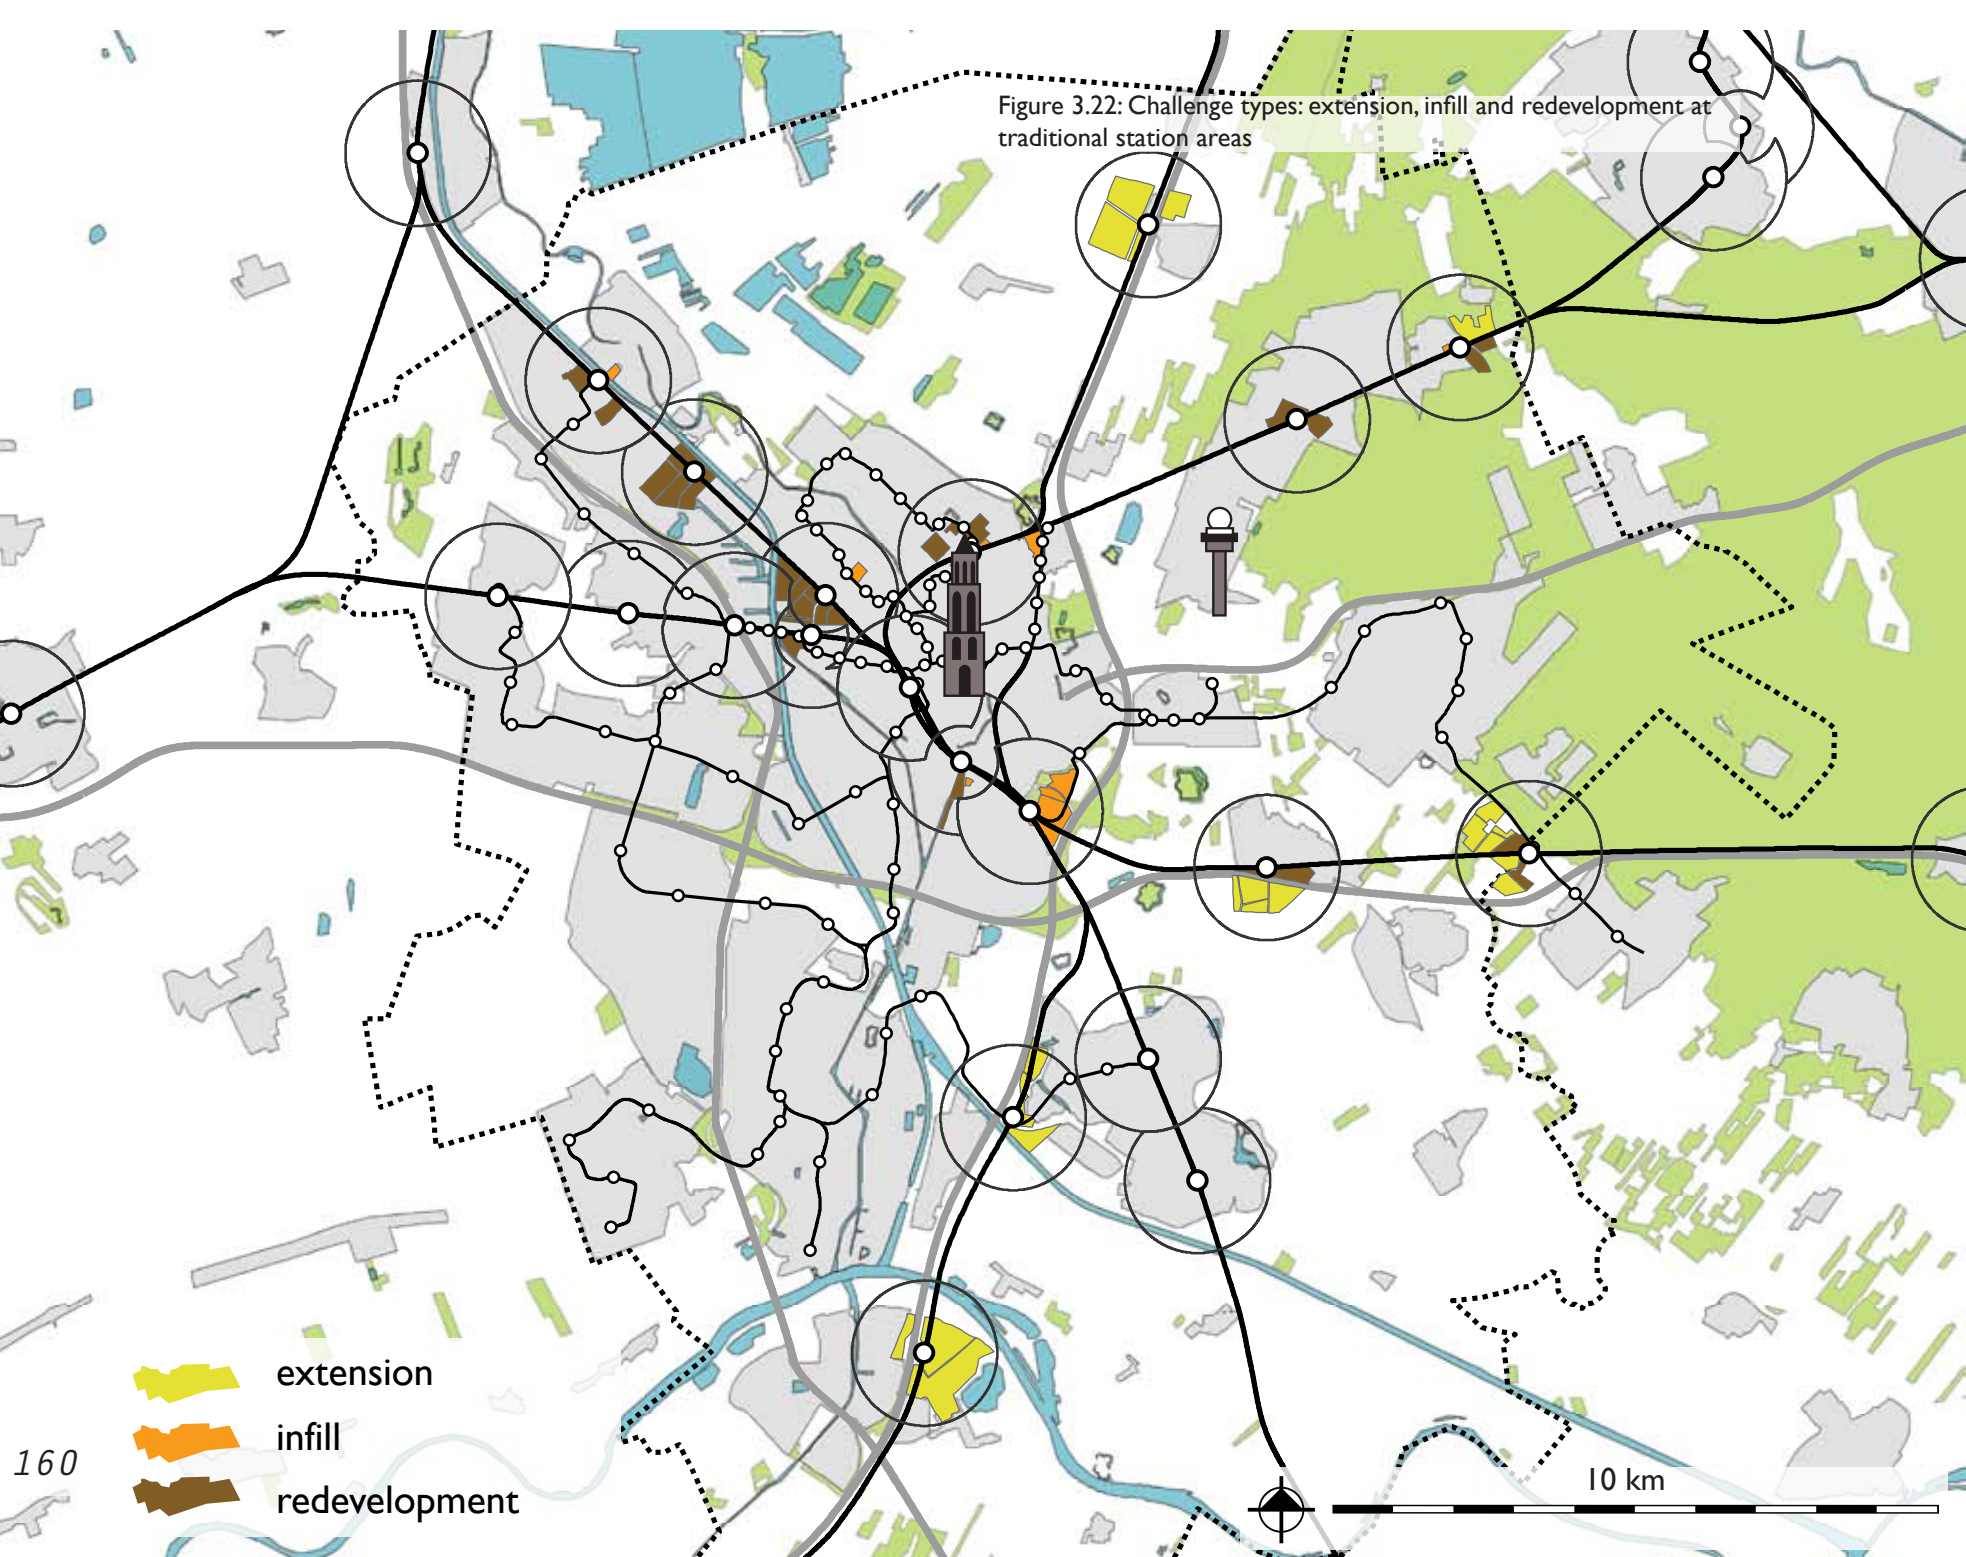 Figure 3.22: Challenge types: extension, infill and redevelopment at
traditional station areas
extension
infill
redevelopment
160
10 km